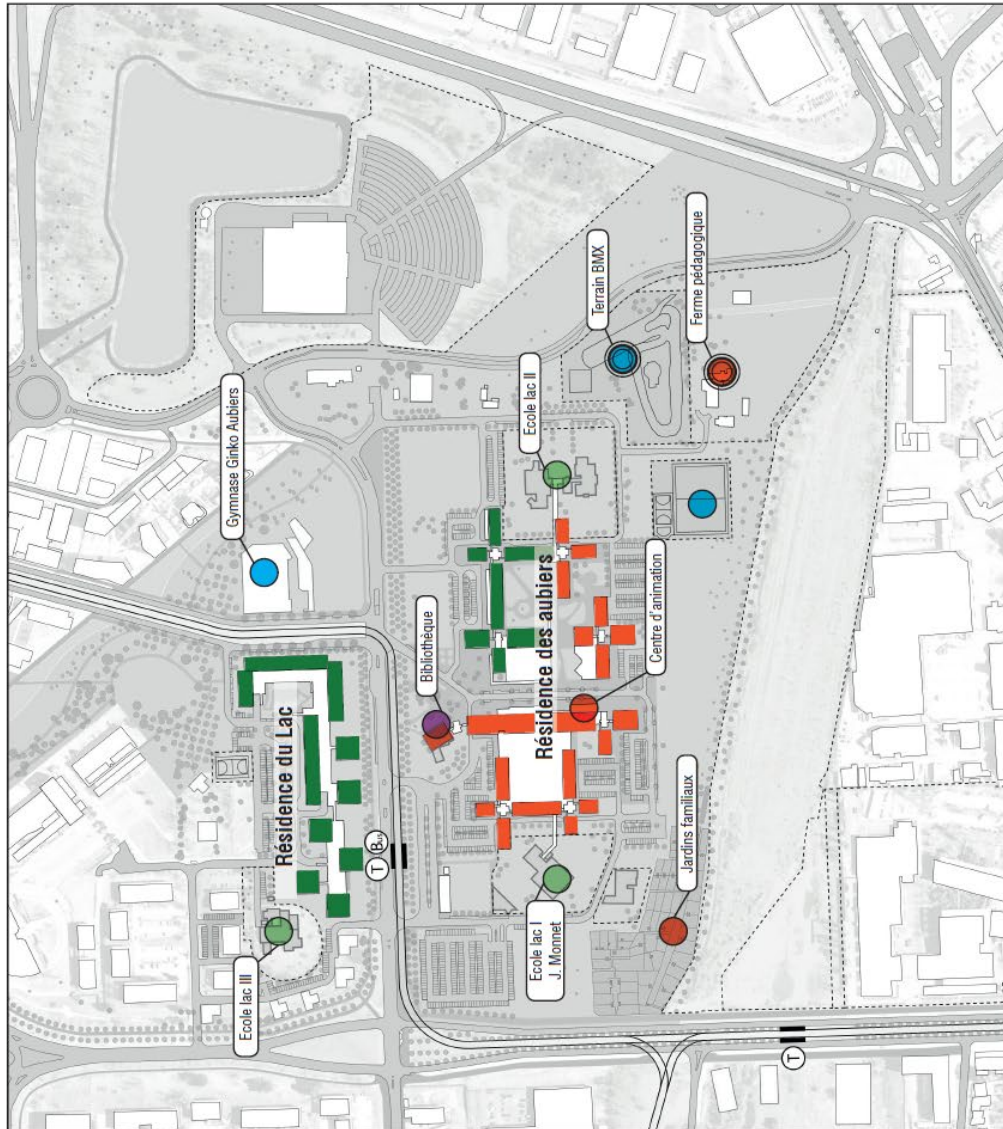 Ecole lac III
Gymnase Ginko Aubiers
Résidence du Lac
T
Bus
Bibliothèque
Ecole lac I
J. Monnet
Ecole lac II
Résidence des aubiers
Terrain BMX
Centre d'animation
Jardins familiaux
Ferme pédagogique
T